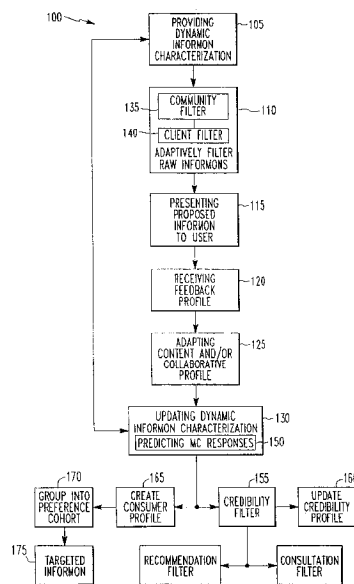 100
PROVIDING
DYNAMIC
INFORMON
CHARACTERIZATION
105
135
COMMUNITY
FILTER
110
140
CLIENT FILTER
ADAPTIVELY FILTER
RAW INFORMONS
PRESENTING
PROPOSED
INFORMON
TO USER
115
RECEIVING
FEEDBACK
PROFILE
120
ADAPTING
CONTENT AND/OR
COLLABORATIVE
PROFILE
125
UPDATING DYNAMIC
INFORMON CHARACTERIZATION
130
PREDICTING MC RESPONSES
150
170
GROUP INTO
PREFERENCE
COHORT
165
CREATE
CONSUMER
PROFILE
155
CREDIBILITY
FILTER
UPDATE
CREDIBILITY
PROFILE
175
TARGETED
INFORMON
RECOMMENDATION
FILTER
CONSULTATION
FILTER